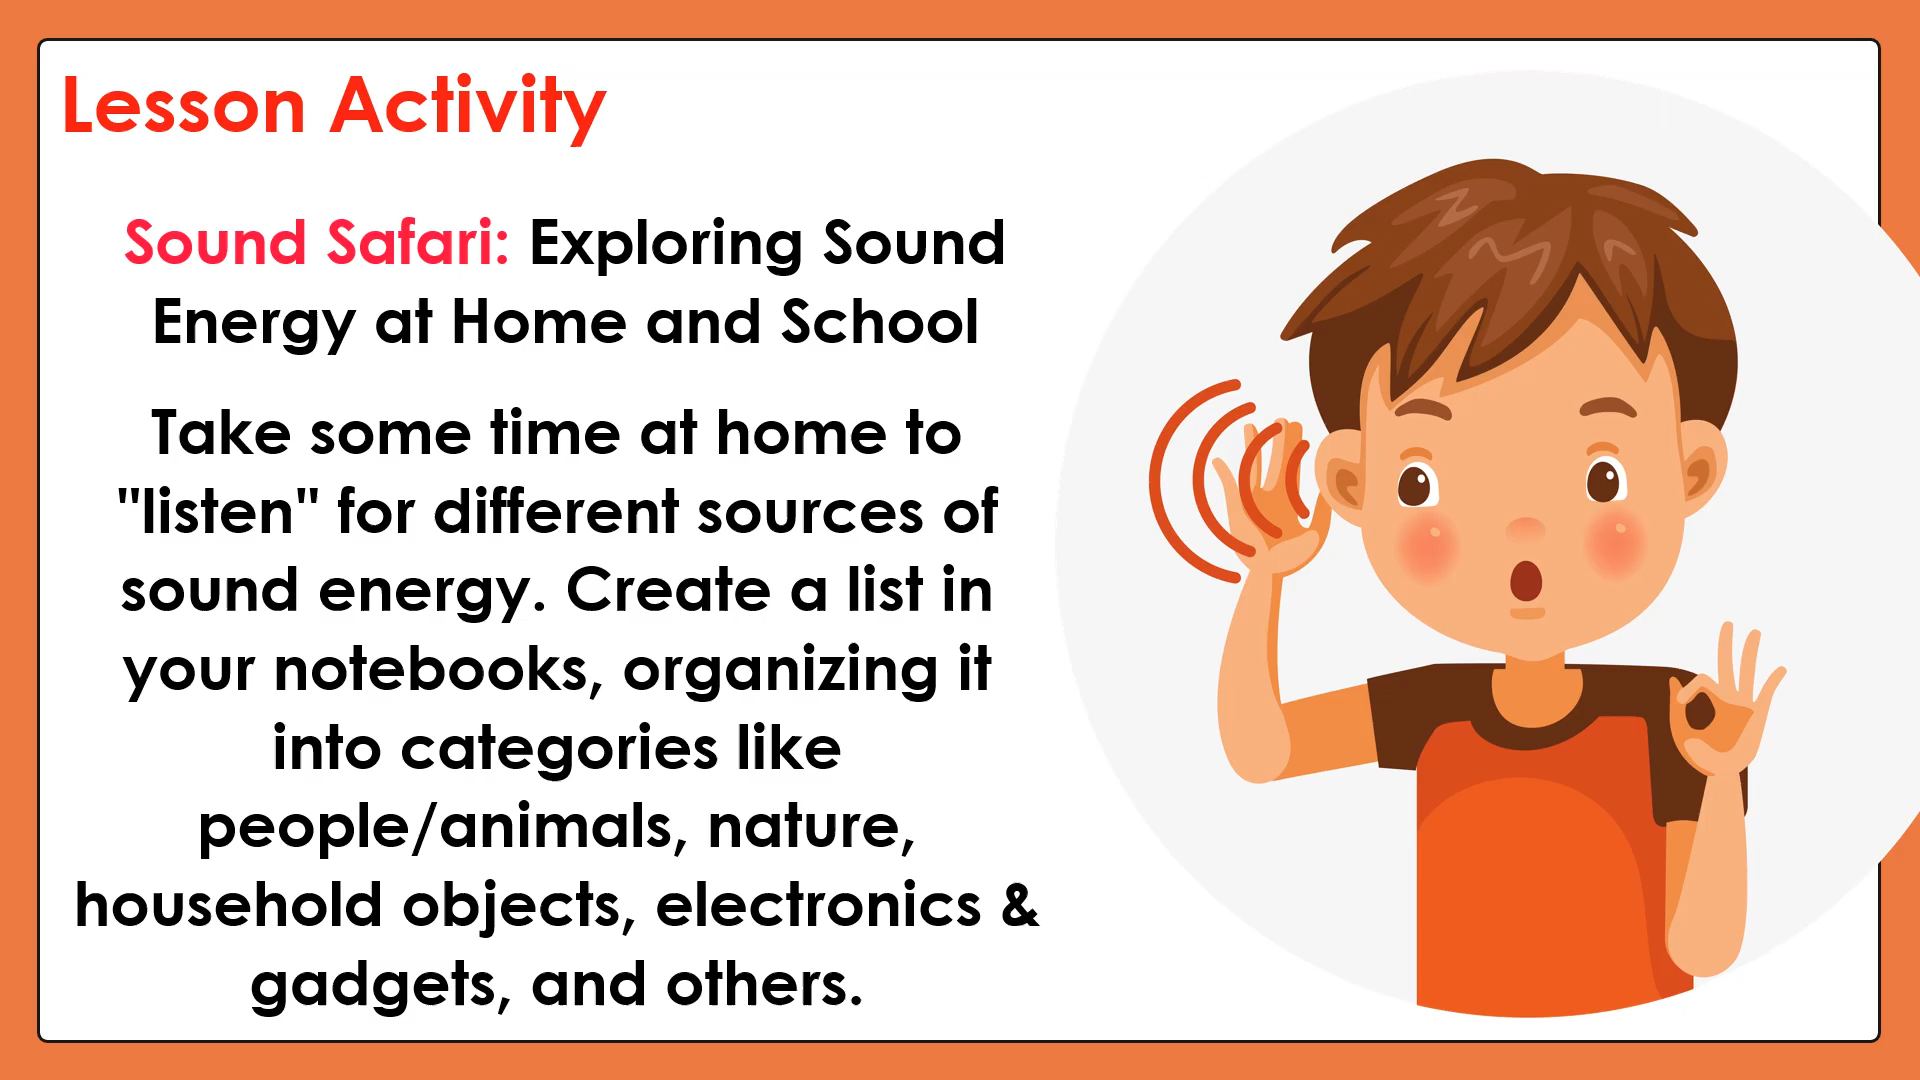 Lesson Activity
Sound Safari: Exploring Sound
Energy at Home and School
Take some time at home to
"listen" for different sources of
sound energy. Create a list in
your notebooks, organizing it
into categories like
people/animals, nature,
household objects, electronics &
gadgets, and others.